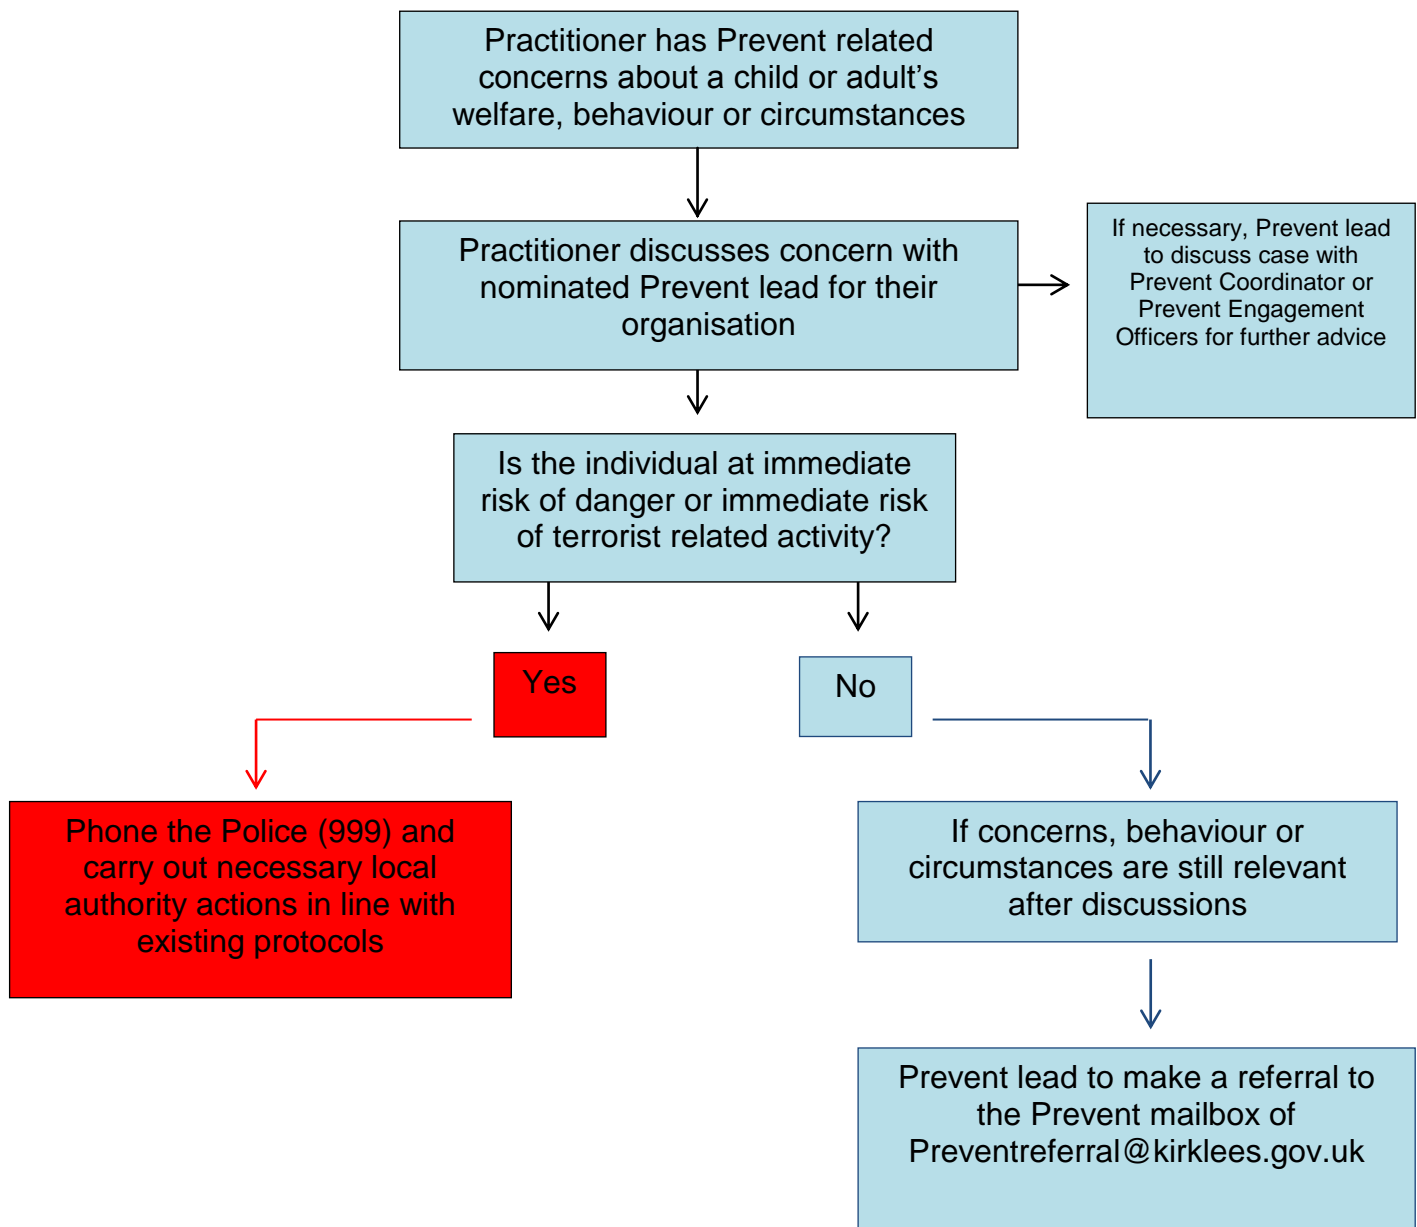 Practitioner has Prevent related
concerns about a child or adult’s
welfare, behaviour or circumstances
Practitioner discusses concern with
nominated Prevent lead for their
organisation
If necessary, Prevent lead
to discuss case with
Prevent Coordinator or
Prevent Engagement
Officers for further advice
Is the individual at immediate
risk of danger or immediate risk
of terrorist related activity?
Yes
No
Phone the Police (999) and
carry out necessary local
authority actions in line with
existing protocols
If concerns, behaviour or
circumstances are still relevant
after discussions
Prevent lead to make a referral to
the Prevent mailbox of
Preventreferral@kirklees.gov.uk